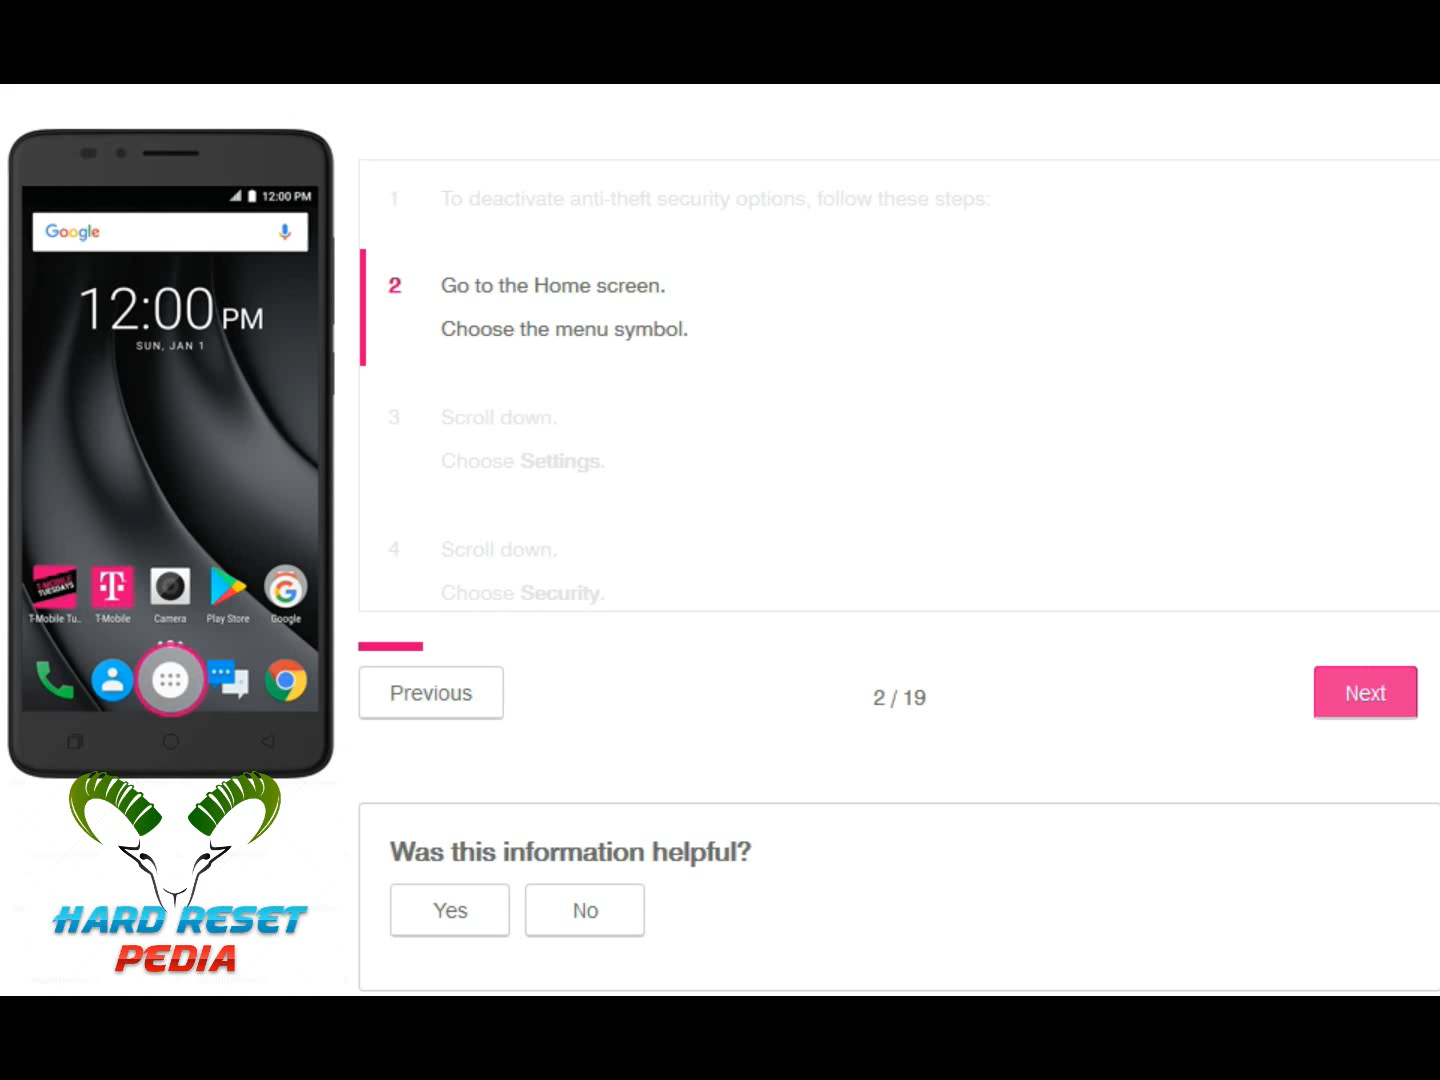 12:00 PM
Google
12:00 PM
SUN, JAN 1
T-MOBILE TUESDAYS
T-Mobile Tu..
T-Mobile
Camera
Play Store
Google
1 To deactivate anti-theft security options, follow these steps:
2 Go to the Home screen.
Choose the menu symbol.
3 Scroll down.
Choose Settings.
4 Scroll down.
Choose Security.
Previous
2 / 19
Next
Was this information helpful?
Yes
No
HARD RESET
PEDIA